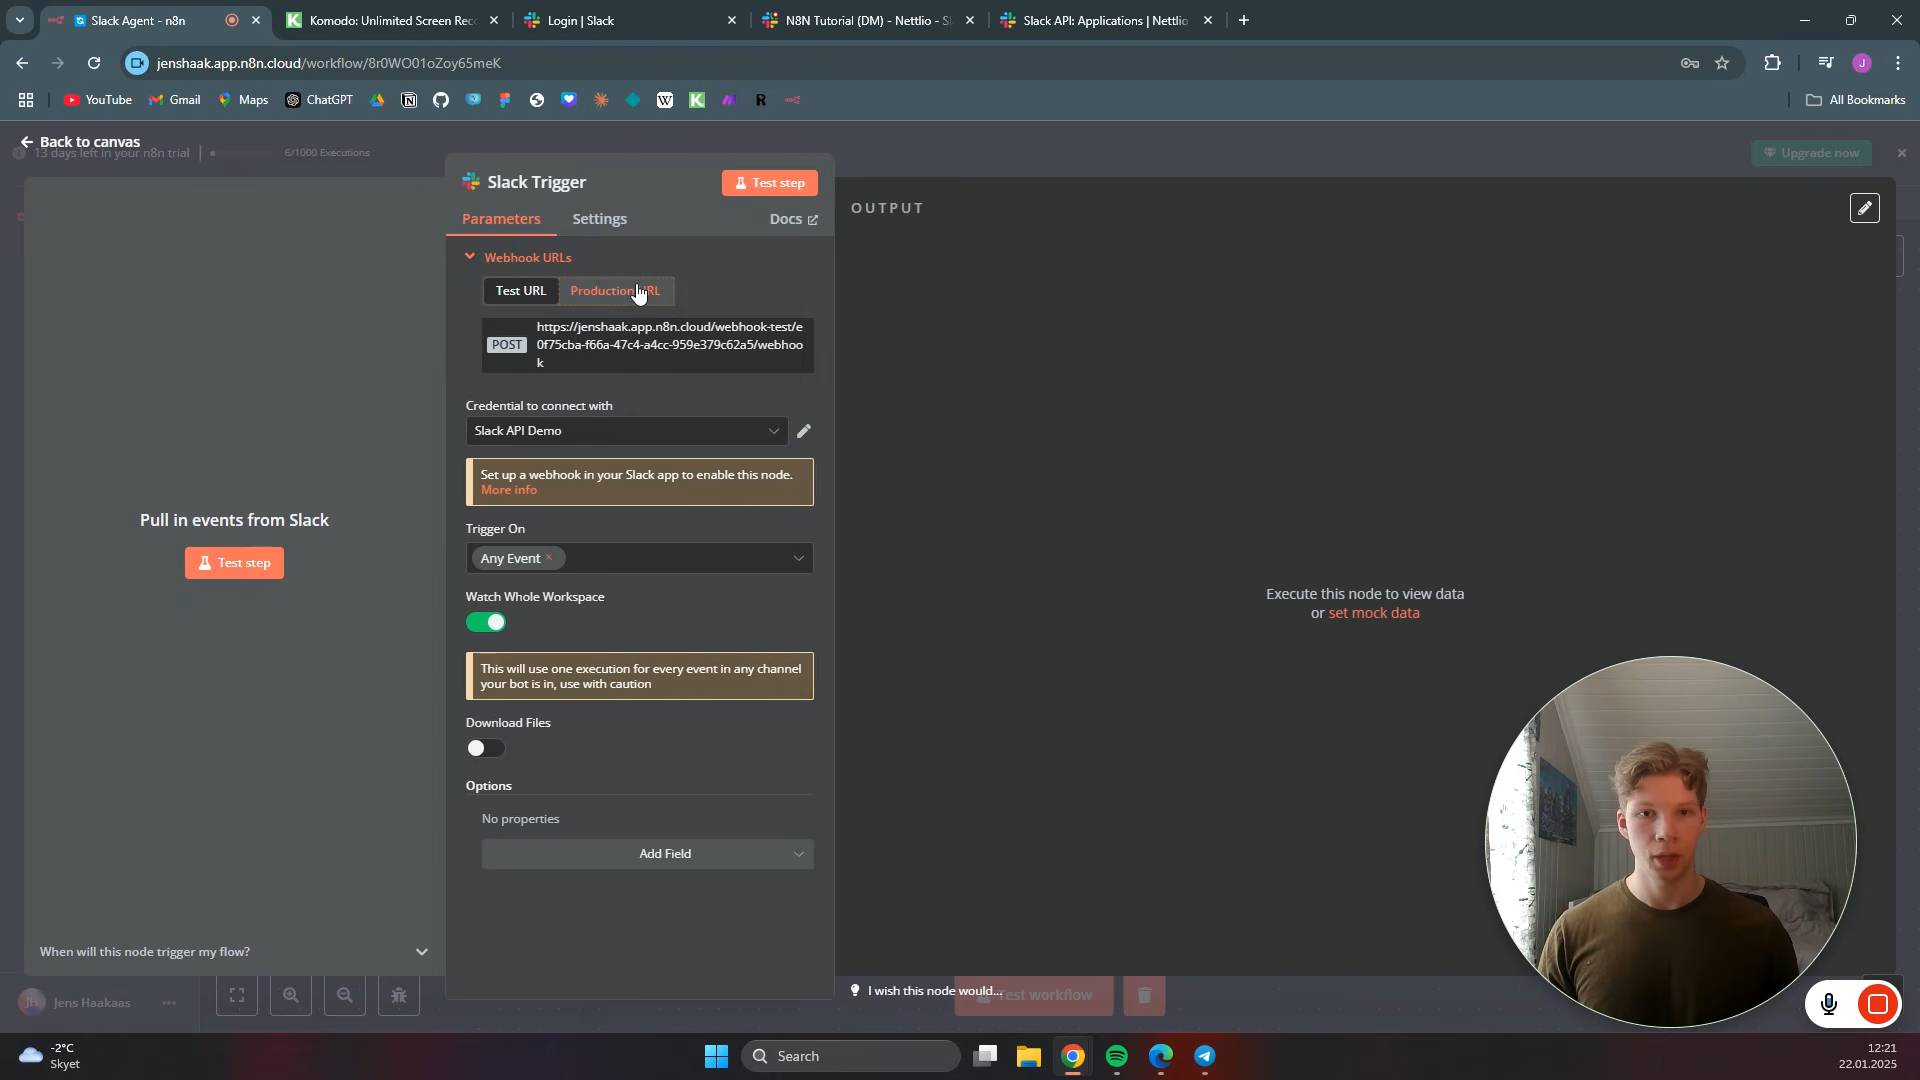 Slack Agent - n8n
Komodo: Unlimited Screen Rec
Login | Slack
N8N Tutorial (DM) - Nettlio - S
Slack API: Applications | Nettlio
jenshaak.app.n8n.cloud/workflow/8r0WO01oZoy65meK
J
YouTube
Gmail
Maps
ChatGPT
All Bookmarks
Back to canvas
13 days left in your n8n trial
6/1000 Executions
Upgrade now
Slack Trigger
Test step
Parameters
Settings
Docs
OUTPUT
Webhook URLs
Test URL
Production URL
POST
https://jenshaak.app.n8n.cloud/webhook-test/e
0f75cba-f66a-47c4-a4cc-959e379c62a5/webhoo
k
Credential to connect with
Slack API Demo
Set up a webhook in your Slack app to enable this node.
More info
Pull in events from Slack
Test step
Trigger On
Any Event
Watch Whole Workspace
This will use one execution for every event in any channel
your bot is in, use with caution
Execute this node to view data
or set mock data
Download Files
Options
No properties
Add Field
When will this node trigger my flow?
JH
Jens Haakaas
I wish this node would...
Test workflow
-2°C
Skyet
Search
12:21
22.01.2025